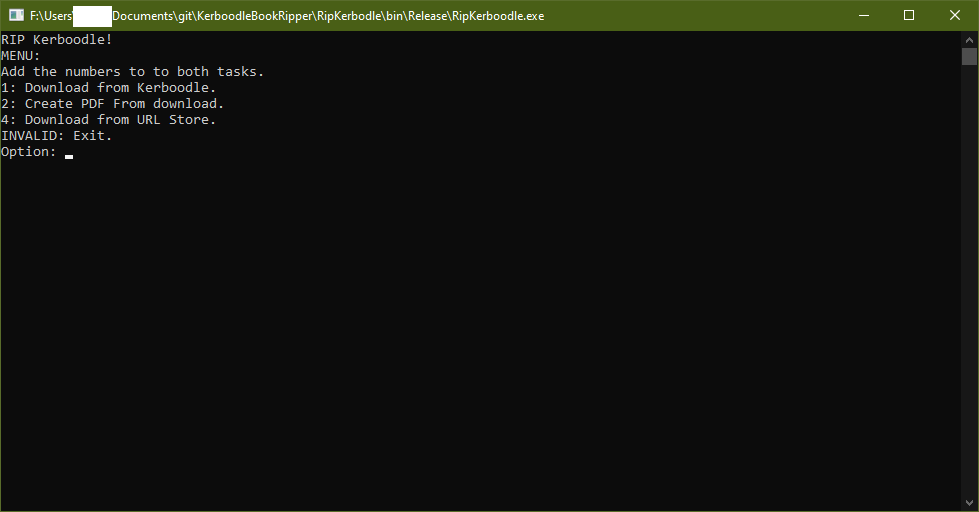 F:\Users\ Documents\git\KerboodleBookRipper\RipKerbodle\bin\Release\RipKerboodle.exe
RIP Kerboodle!
MENU:
Add the numbers to to both tasks.
1: Download from Kerboodle.
2: Create PDF From download.
4: Download from URL Store.
INVALID: Exit.
Option: